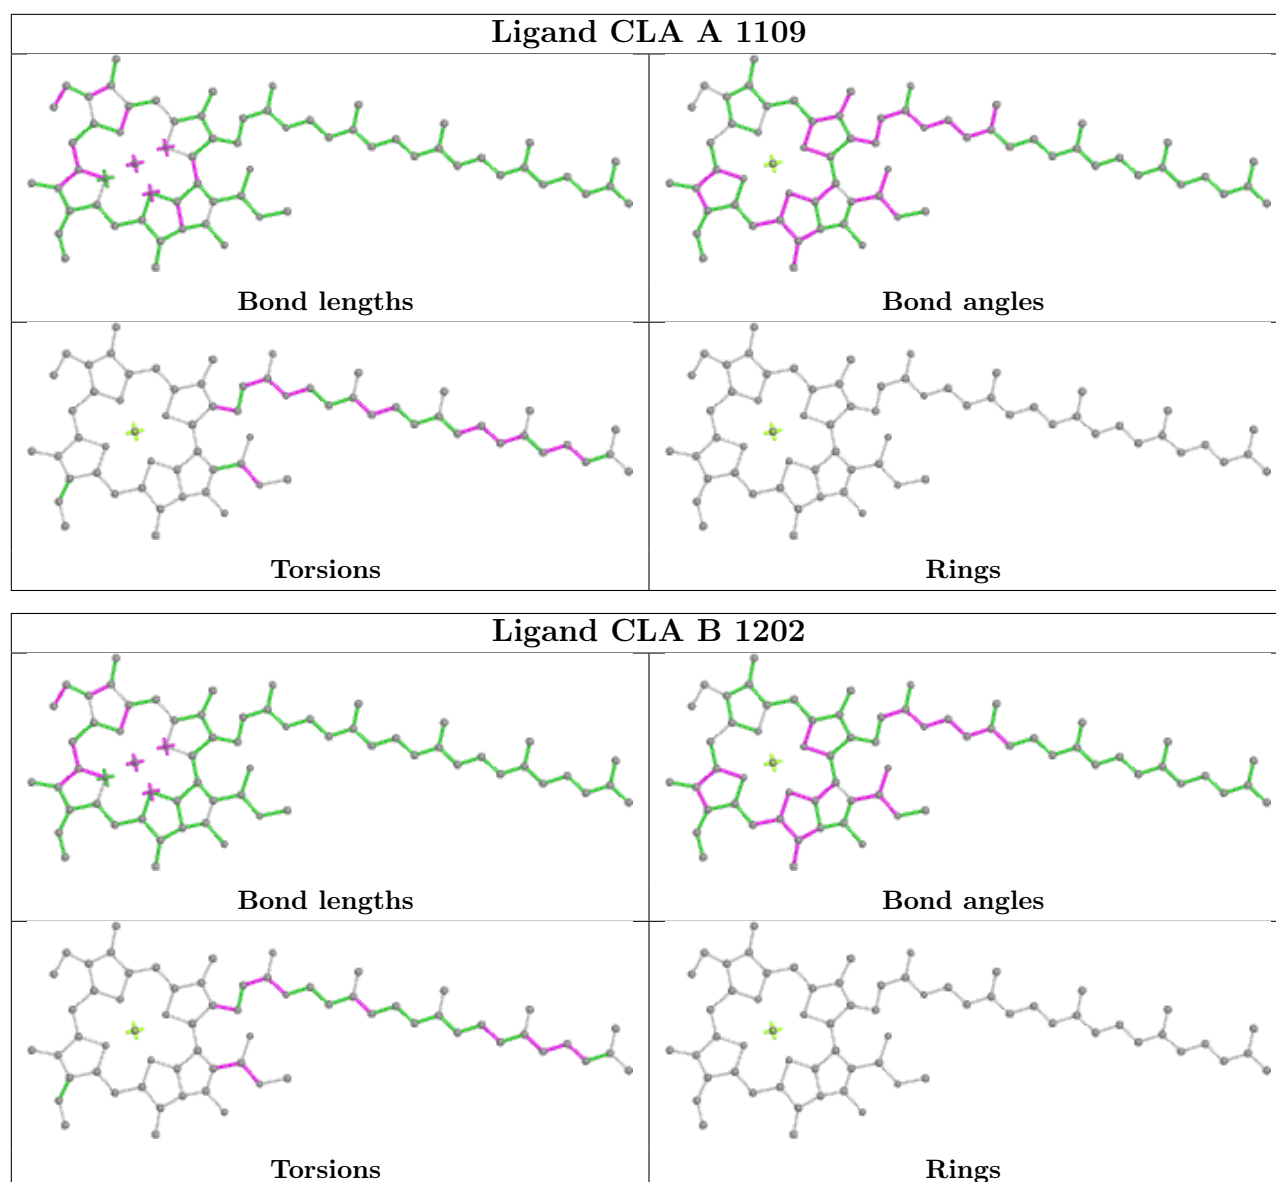 Ligand CLA A 1109
Bond lengths
Bond angles
Torsions
Rings
Ligand CLA B 1202
Bond lengths
Bond angles
Torsions
Rings